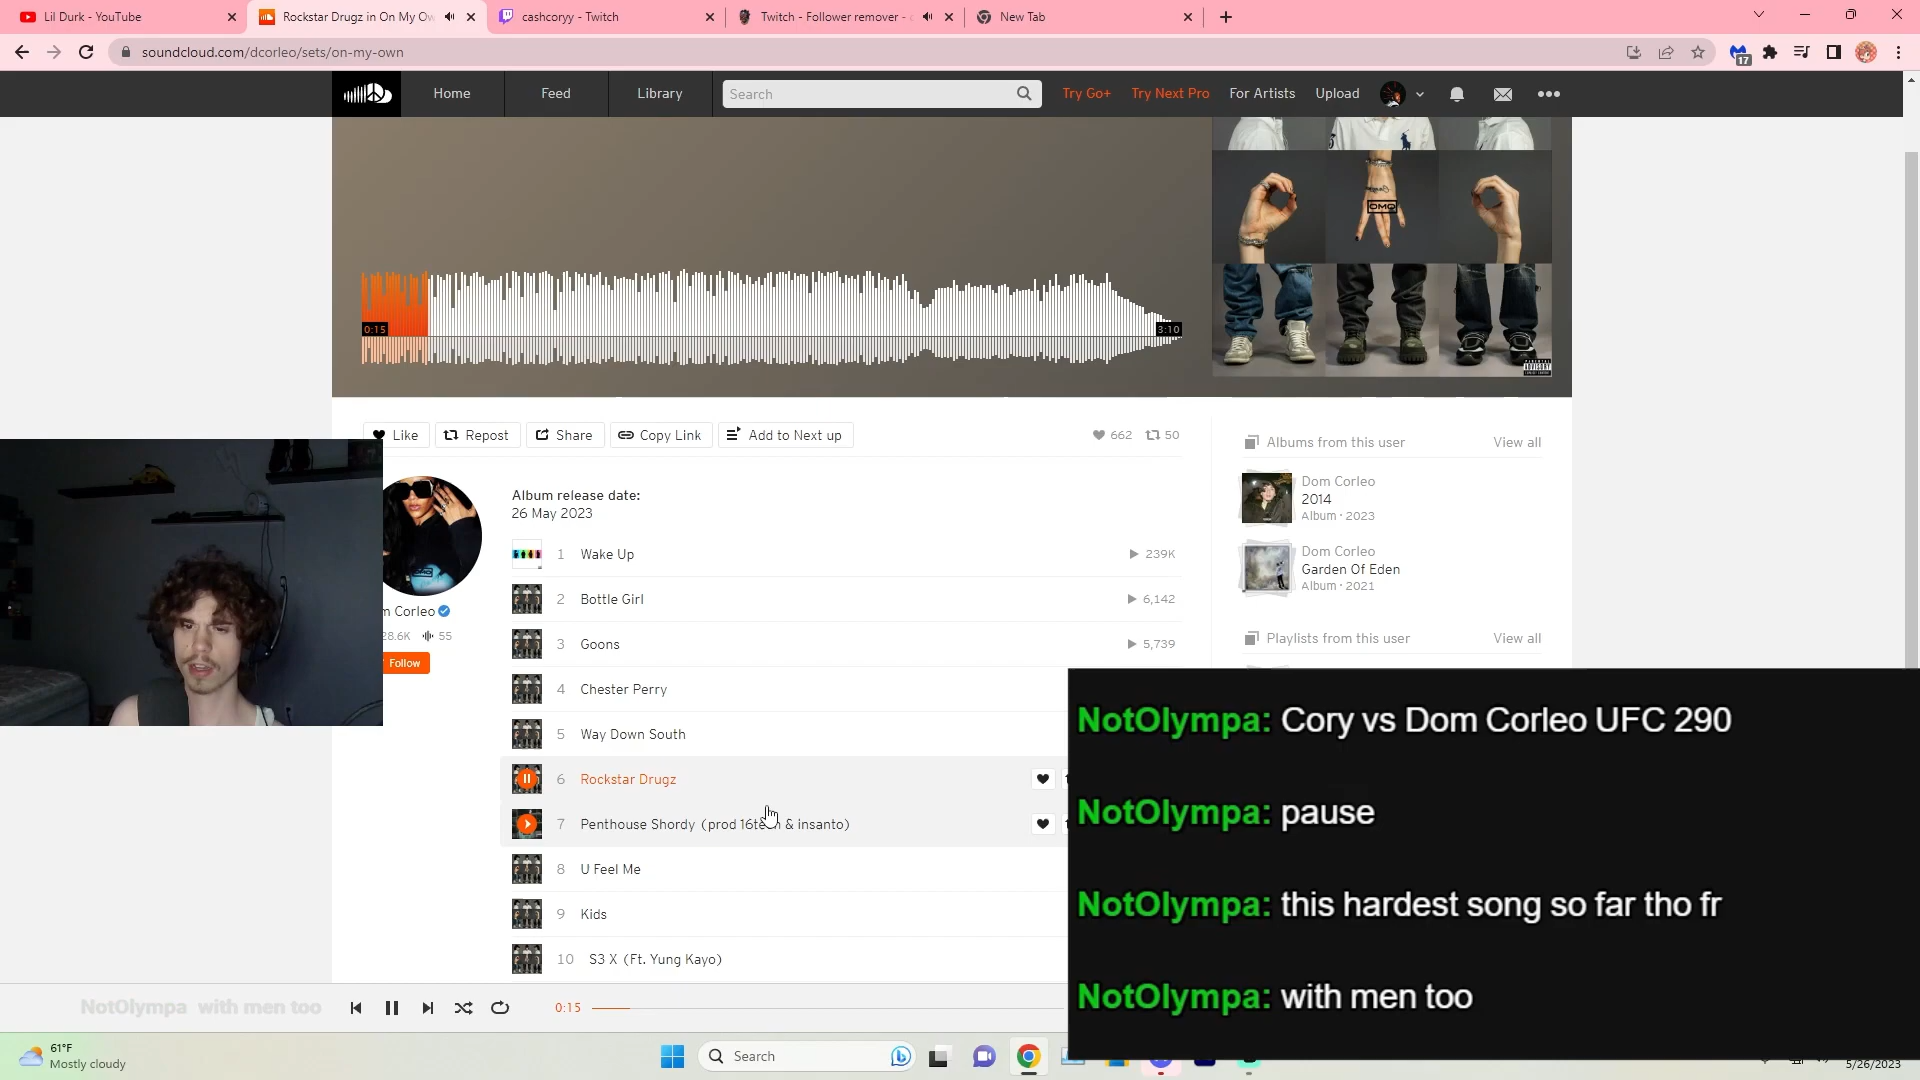 Lil Durk - YouTube
Rockstar Drugz in On My Ow
cashcoryy - Twitch
Twitch - Follower remover -
New Tab
soundcloud.com/dcorleo/sets/on-my-own
17
Home
Feed
Library
Search
Try Go+
Try Next Pro
For Artists
Upload
OMO
0:15
3:10
Like
Repost
Share
Copy Link
Add to Next up
662
50
Albums from this user
View all
Album release date:
26 May 2023
Dom Corleo
2014
Album · 2023
1 Wake Up
239K
Dom Corleo
Garden Of Eden
Album · 2021
2 Bottle Girl
6,142
m Corleo
28.6K
55
Follow
Playlists from this user
View all
3 Goons
5,739
4 Chester Perry
5 Way Down South
6 Rockstar Drugz
7 Penthouse Shordy (prod 16te & insanto)
8 U Feel Me
9 Kids
10 S3 X (Ft. Yung Kayo)
NotOlympa: Cory vs Dom Corleo UFC 290
NotOlympa: pause
NotOlympa: this hardest song so far tho fr
NotOlympa: with men too
NotOlympa with men too
0:15
61°F
Mostly cloudy
Search
5/26/2023